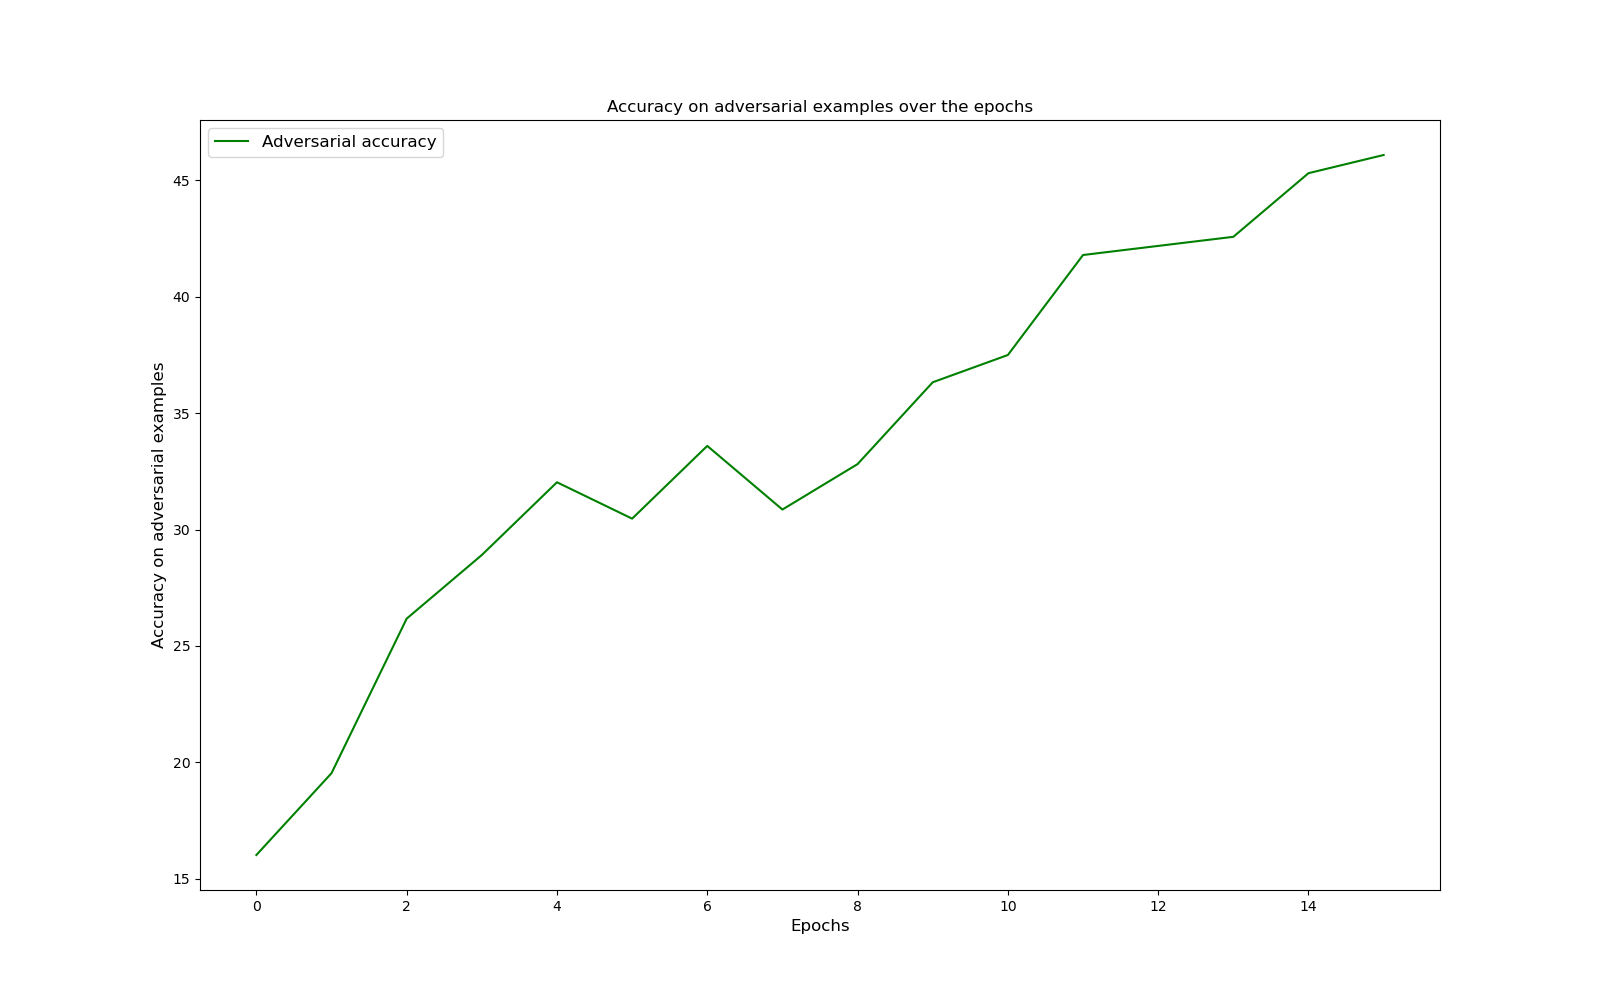 Accuracy on adversarial examples over the epochs
Adversarial accuracy
45
40
35
30
25
20
15
Accuracy on adversarial examples
0 2 4 6 8 10 12 14
Epochs